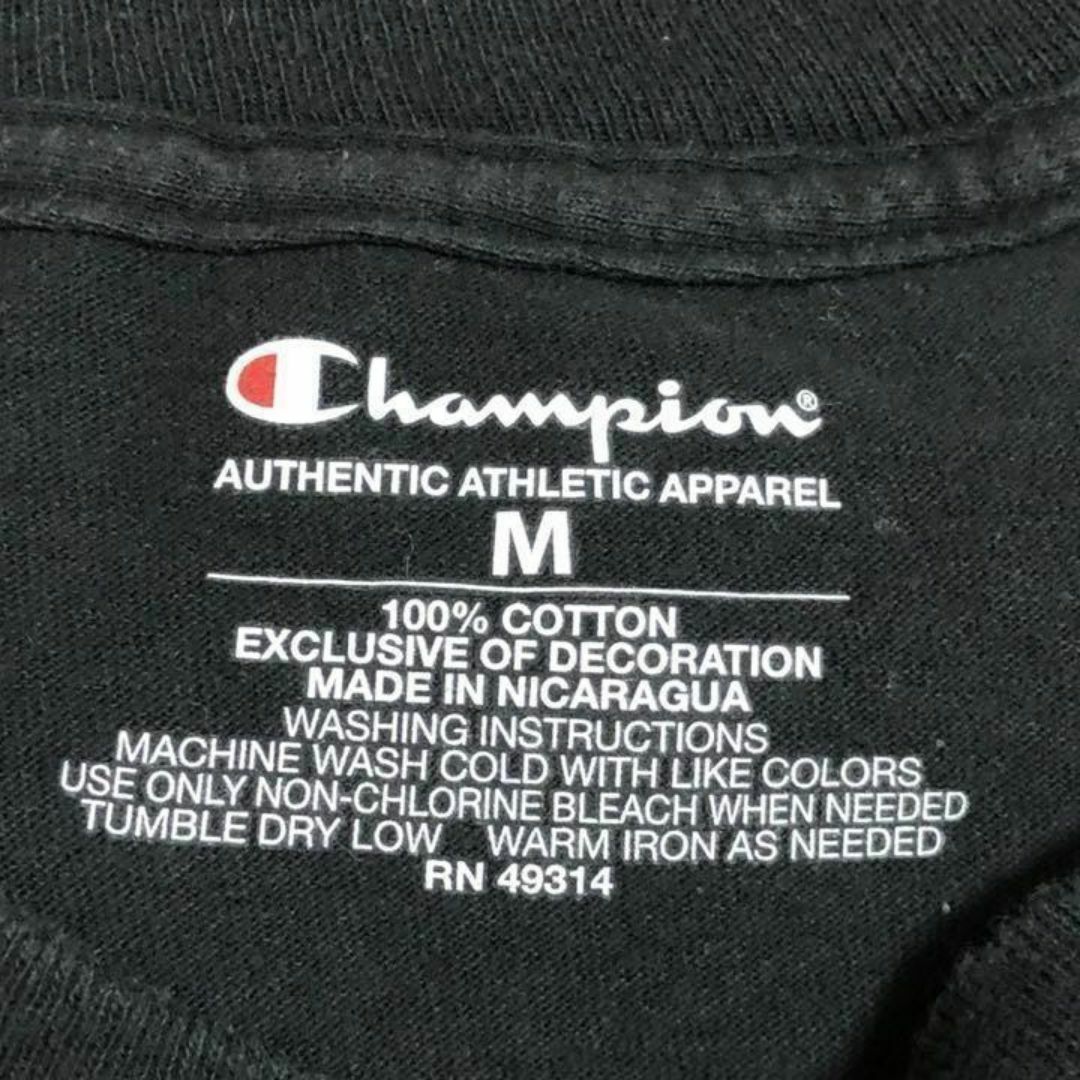 Champion®
AUTHENTIC ATHLETIC APPAREL
M
100% COTTON
EXCLUSIVE OF DECORATION
MADE IN NICARAGUA
WASHING INSTRUCTIONS
MACHINE WASH COLD WITH LIKE COLORS
USE ONLY NON-CHLORINE BLEACH WHEN NEEDED
TUMBLE DRY LOW WARM IRON AS NEEDED
RN 49314